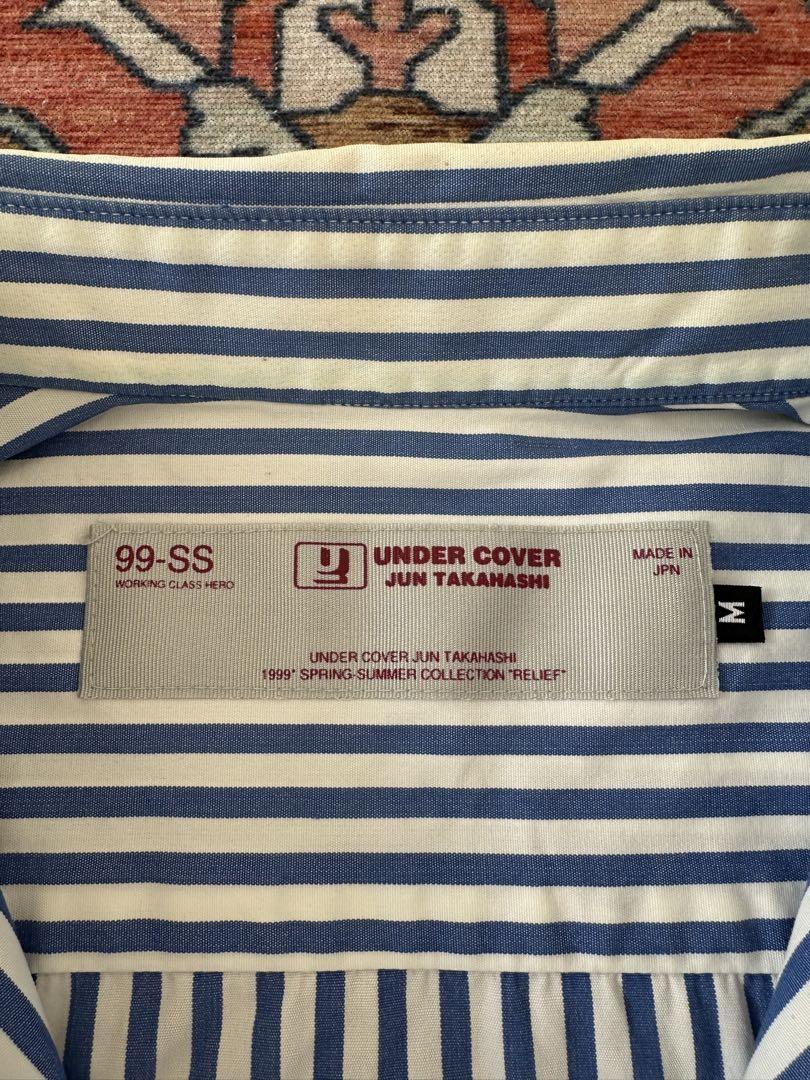 99-SS
WORKING CLASS HERO
UNDER COVER
JUN TAKAHASHI
MADE IN
JPN
M
UNDER COVER JUN TAKAHASHI
1999" SPRING-SUMMER COLLECTION "RELIEF"